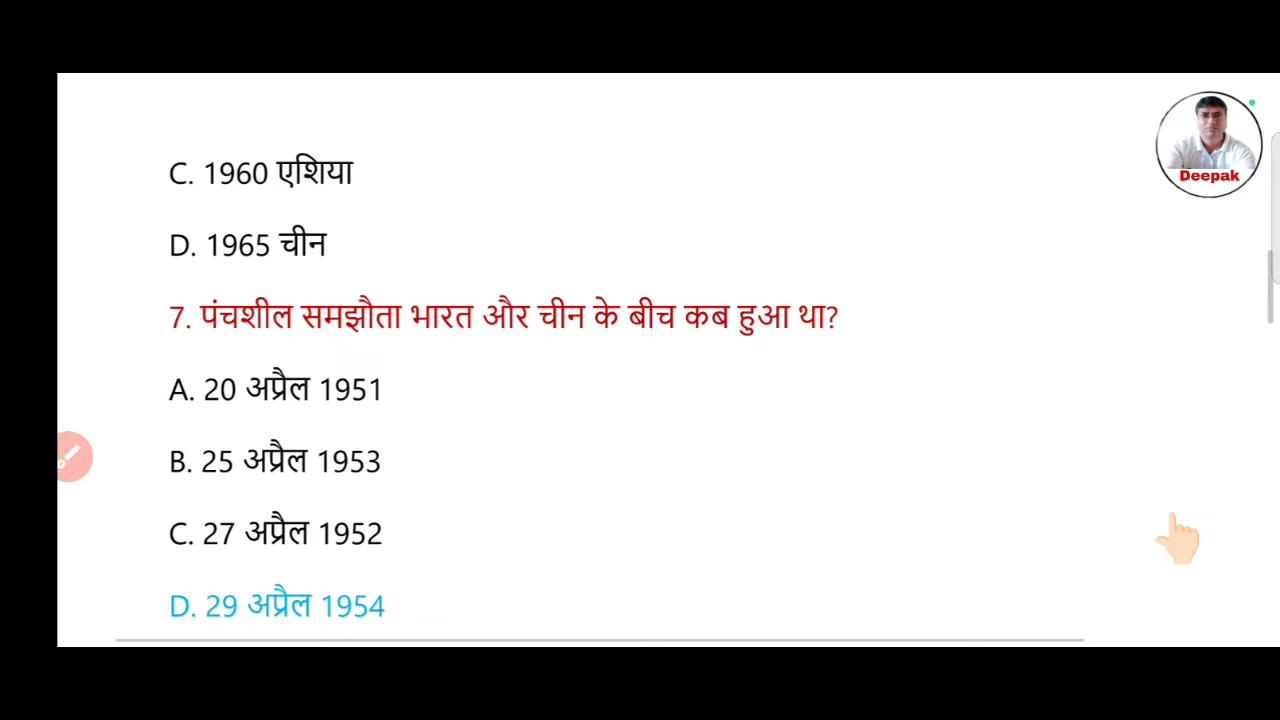 C. 1960 एशिया
D. 1965 चीन
7. पंचशील समझौता भारत और चीन के बीच कब हुआ था?
A. 20 अप्रैल 1951
B. 25 अप्रैल 1953
C. 27 अप्रैल 1952
D. 29 अप्रैल 1954
Deepak